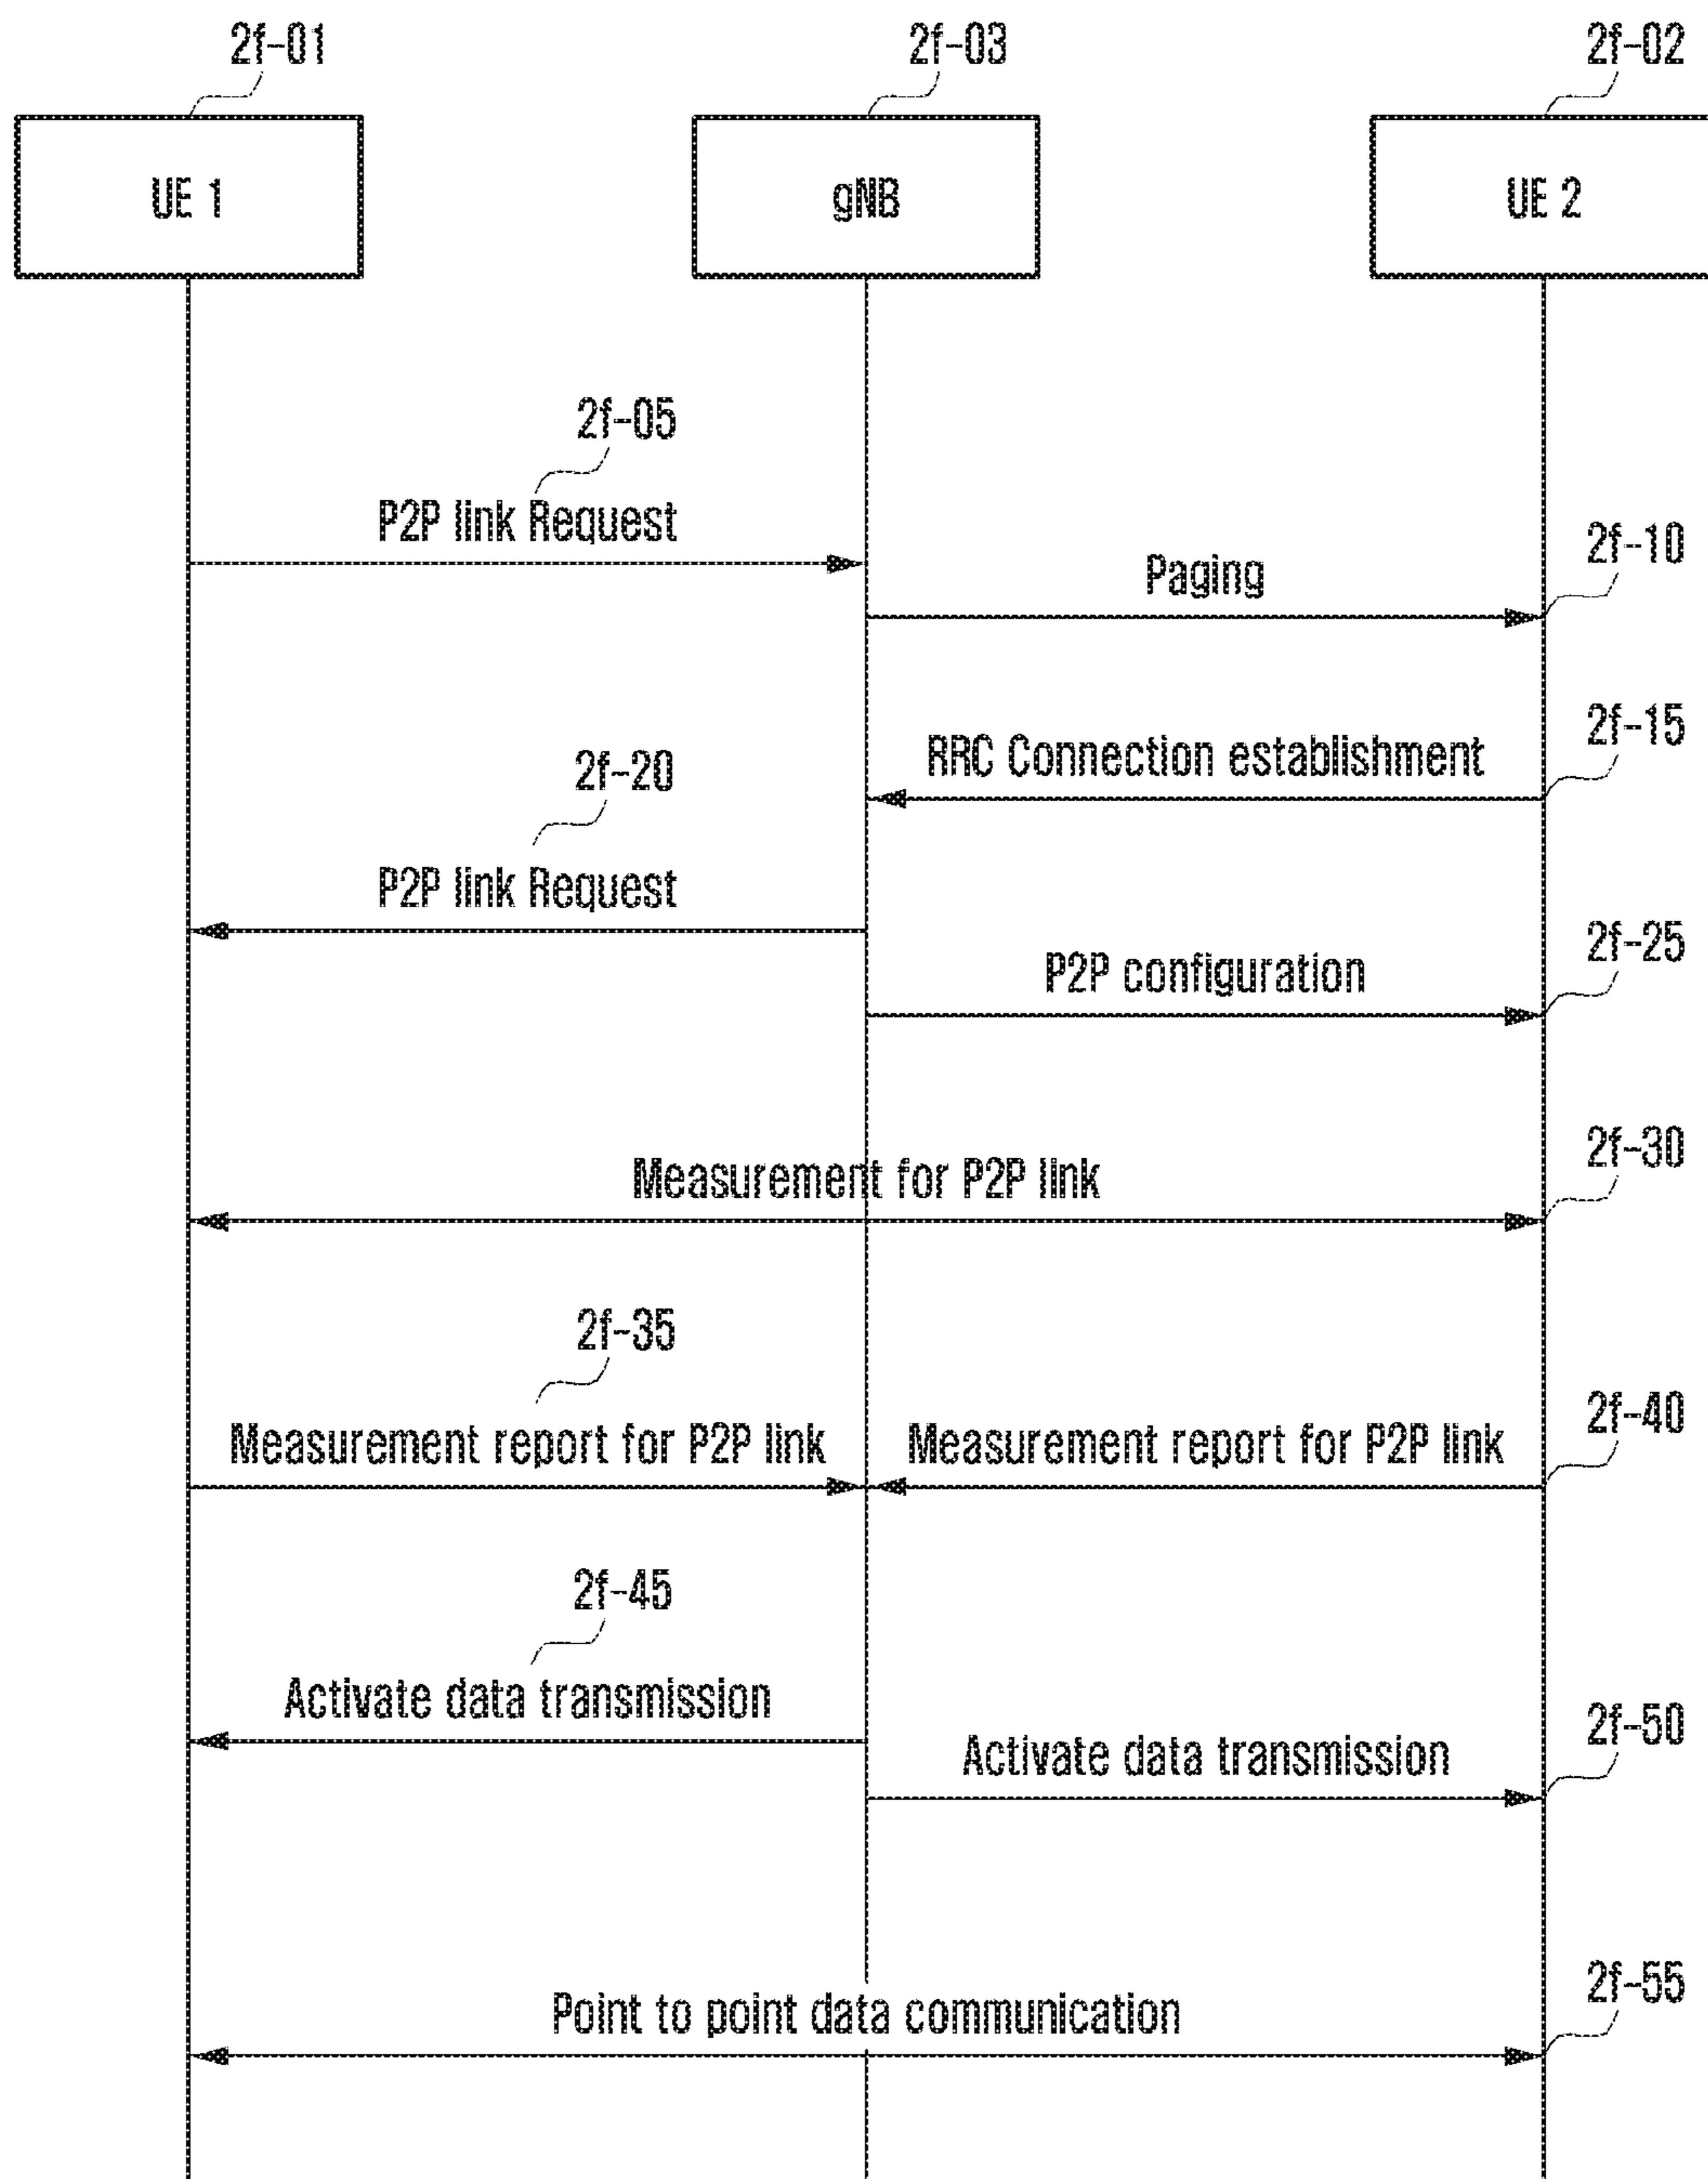 2f-01
2f-03
2f-02
UE 1
gNB
UE 2
2f-05
P2P link Request
2f-10
Paging
2f-15
RRC Connection establishment
2f-20
P2P link Request
2f-25
P2P configuration
2f-30
Measurement for P2P link
2f-35
2f-40
Measurement report for P2P link
Measurement report for P2P link
2f-45
Activate data transmission
2f-50
Activate data transmission
2f-55
Point to point data communication